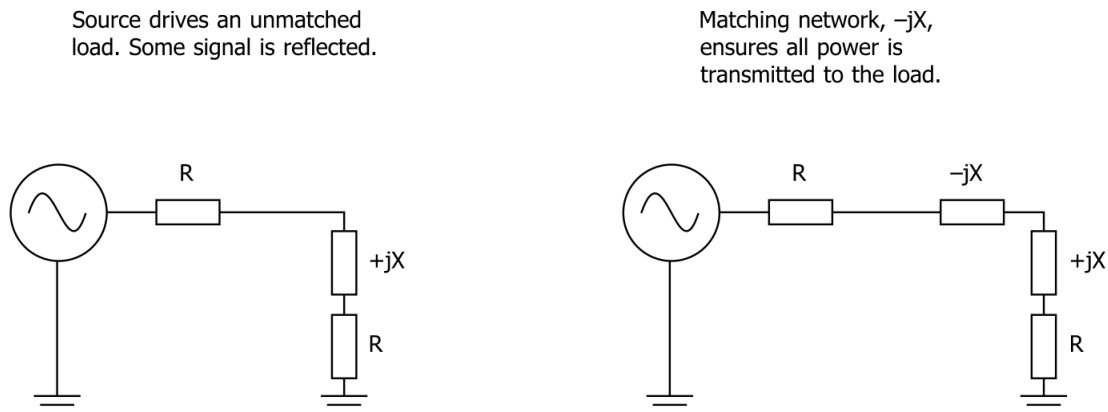 Source drives an unmatched
load. Some signal is reflected.
R
+jX
R
Matching network, –jX,
ensures all power is
transmitted to the load.
R
–jX
+jX
R